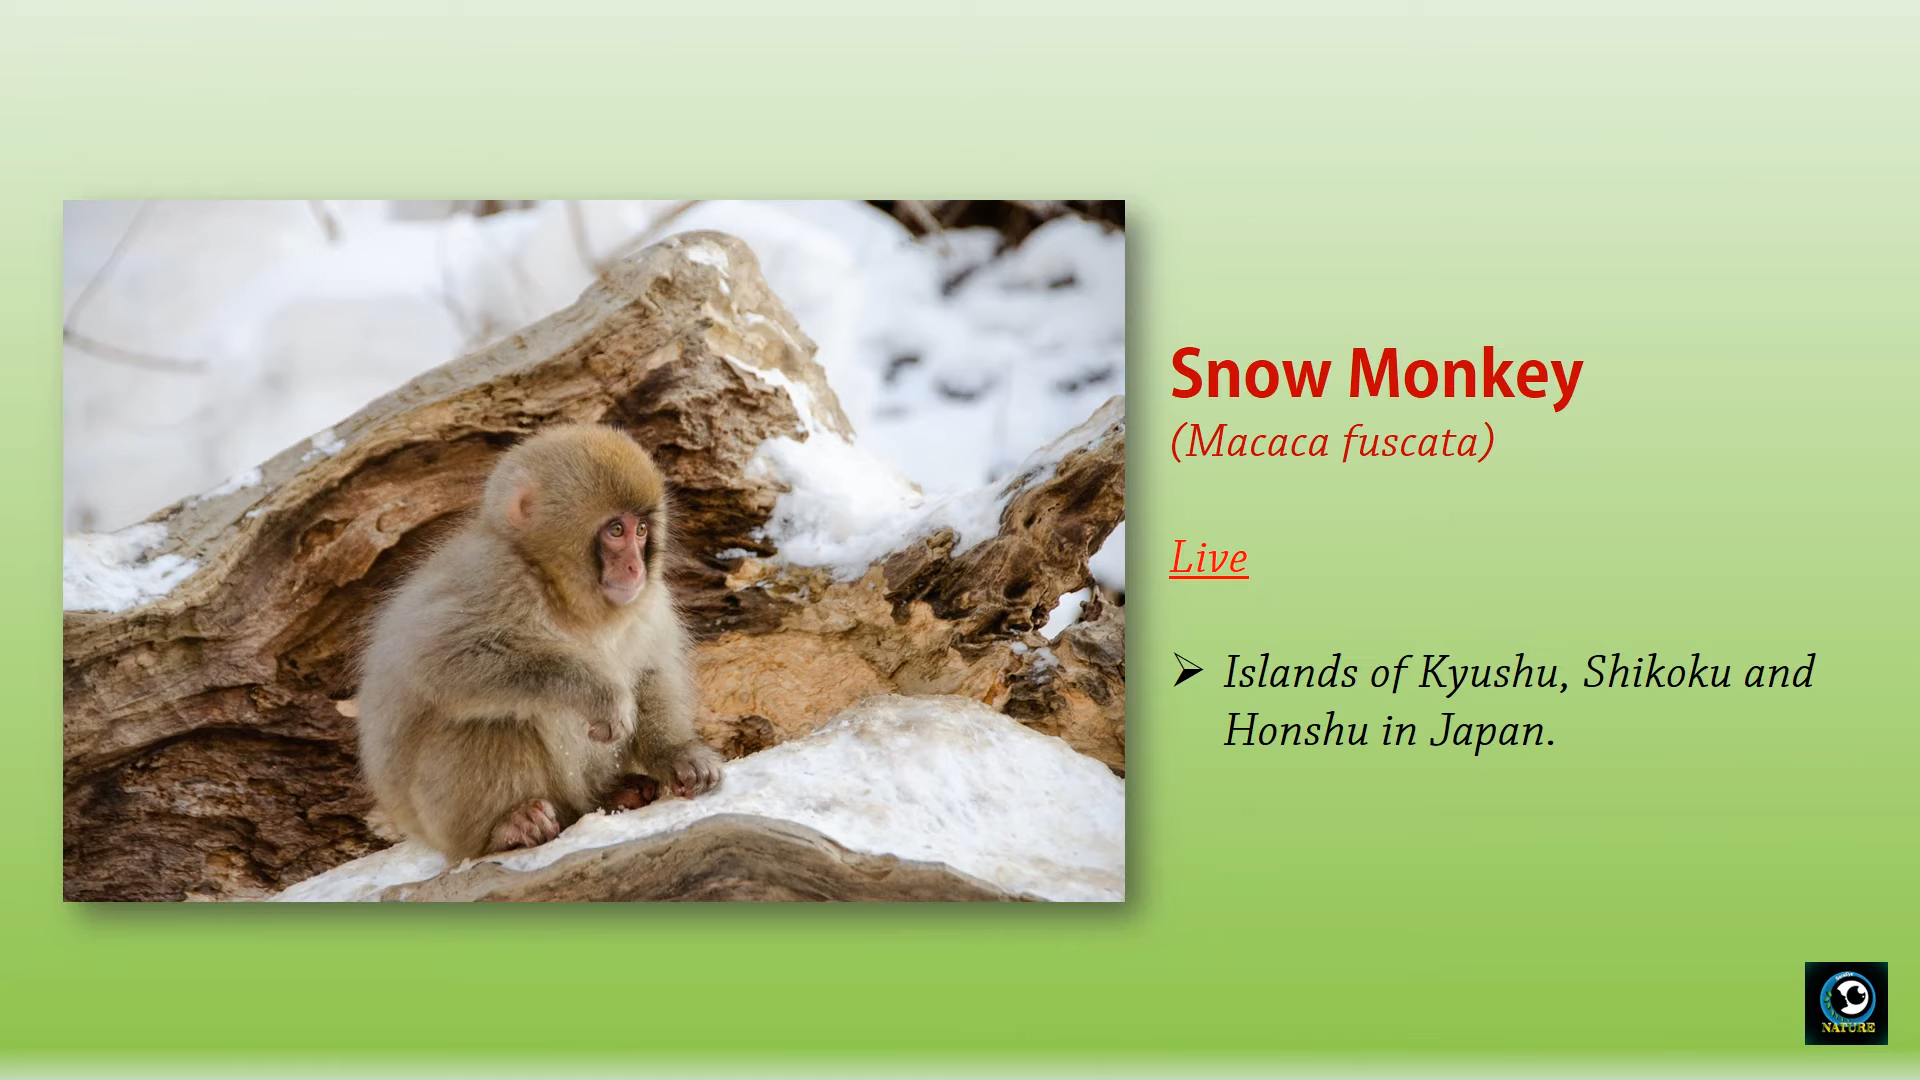 Snow Monkey
(Macaca fuscata)
Live
➢ Islands of Kyushu, Shikoku and
Honshu in Japan.
NATURE